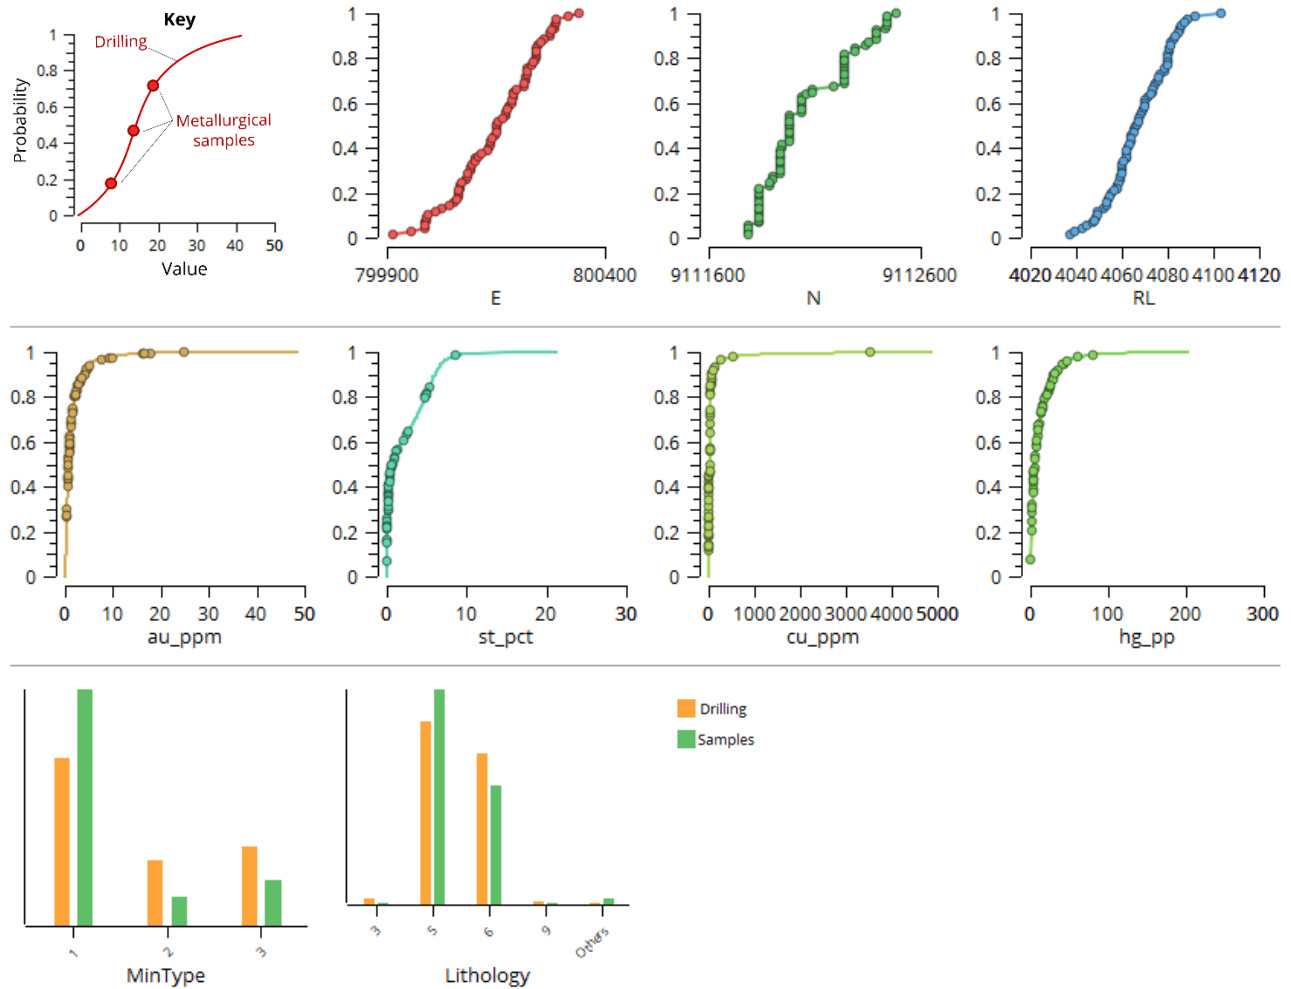 Key
Drilling
Metallurgical
samples
Probability
1
0.8
0.6
0.4
0.2
0
0 10 20 30 40 50
Value
1
0.8
0.6
0.4
0.2
0
799900 800400
E
1
0.8
0.6
0.4
0.2
0
9111600 9112600
N
1
0.8
0.6
0.4
0.2
0
4020 4040 4060 4080 4100 4120
RL
1
0.8
0.6
0.4
0.2
0
0 10 20 30 40 50
au_ppm
1
0.8
0.6
0.4
0.2
0
0 10 20 30
st_pct
1
0.8
0.6
0.4
0.2
0
0 1000 2000 3000 4000 5000
cu_ppm
1
0.8
0.6
0.4
0.2
0
0 100 200 300
hg_pp
1 2 3
MinType
3 5 6 9 Others
Lithology
Drilling
Samples